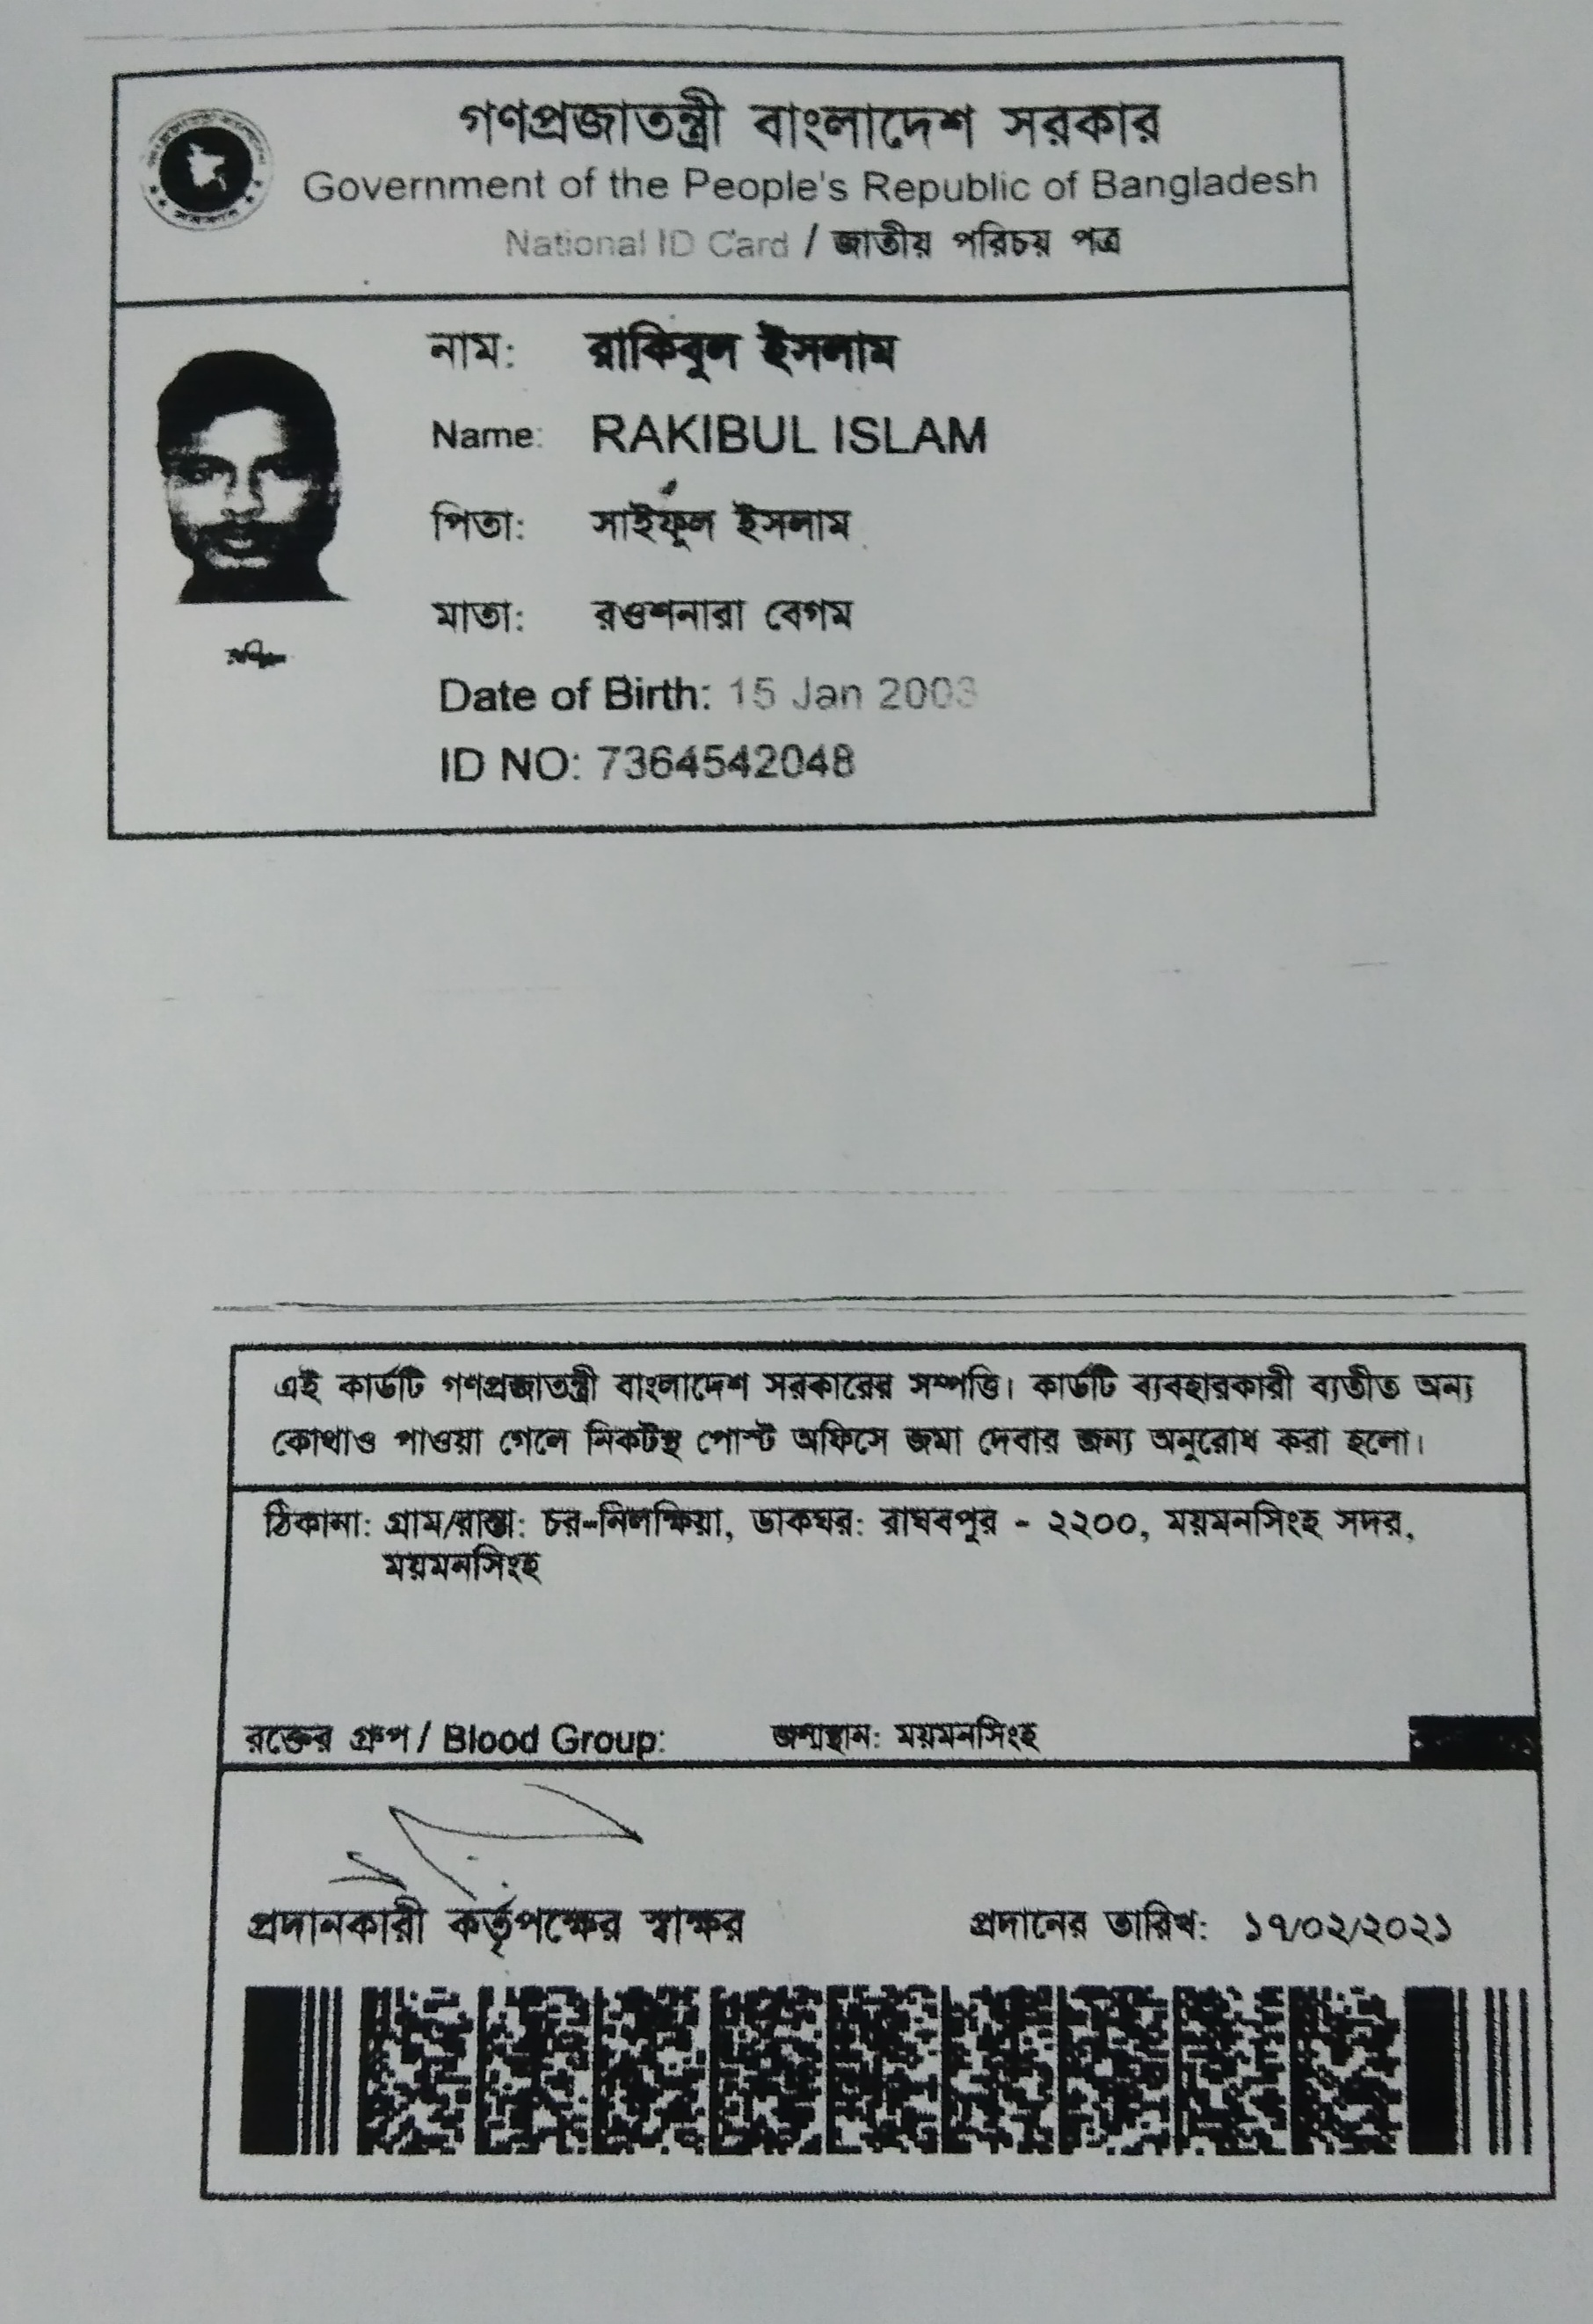 গণপ্রজাতন্ত্রী বাংলাদেশ সরকার
Government of the People's Republic of Bangladesh
National ID Card / জাতীয় পরিচয় পত্র
নাম: রাকিবুল ইসলাম
Name: RAKIBUL ISLAM
পিতা: সাইফুল ইসলাম
মাতা: রওশনারা বেগম
Date of Birth: 15 Jan 2003
ID NO: 7364542048
এই কার্ডটি গণপ্রজাতন্ত্রী বাংলাদেশ সরকারের সম্পত্তি। কার্ডটি ব্যবহারকারী ব্যতীত অন্য
কোথাও পাওয়া গেলে নিকটস্থ পোস্ট অফিসে জমা দেবার জন্য অনুরোধ করা হলো।
ঠিকানা: গ্রাম/রাস্তা: চর-নিলক্ষিয়া, ডাকঘর: রাঘবপুর - ২২০০, ময়মনসিংহ সদর,
ময়মনসিংহ
রক্তের গ্রুপ / Blood Group: জন্মস্থান: ময়মনসিংহ
প্রদানকারী কর্তৃপক্ষের স্বাক্ষর প্রদানের তারিখ: ১৭/০২/২০২১